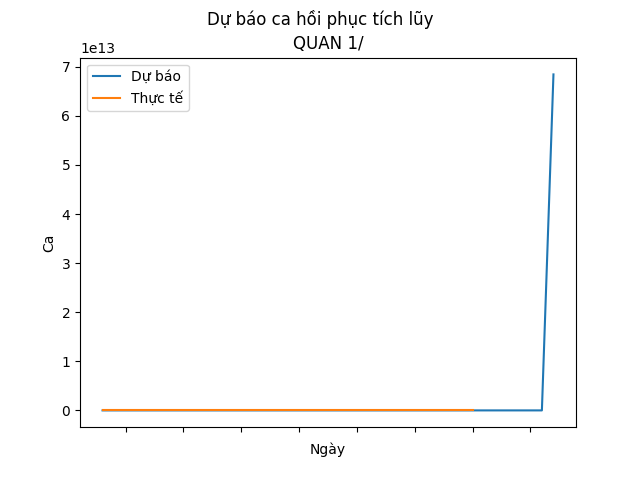 Dự báo ca hồi phục tích lũy
QUAN 1/
1e13
Dự báo
Thực tế
7
6
5
4
3
2
1
0
Ca
Ngày